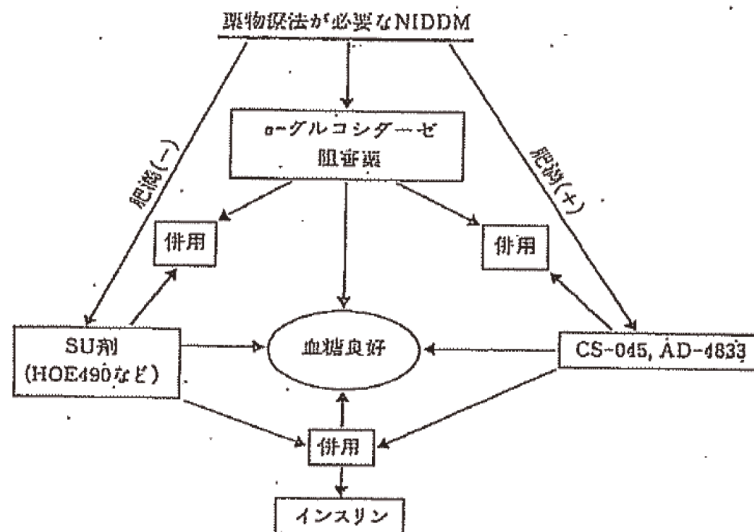 薬物療法が必要なNIDDM
α-グルコシダーゼ
阻害薬
肥満(-)
肥満(+)
併用
併用
SU剤
(HOE490など)
血糖良好
CS-045, AD-4833
併用
インスリン